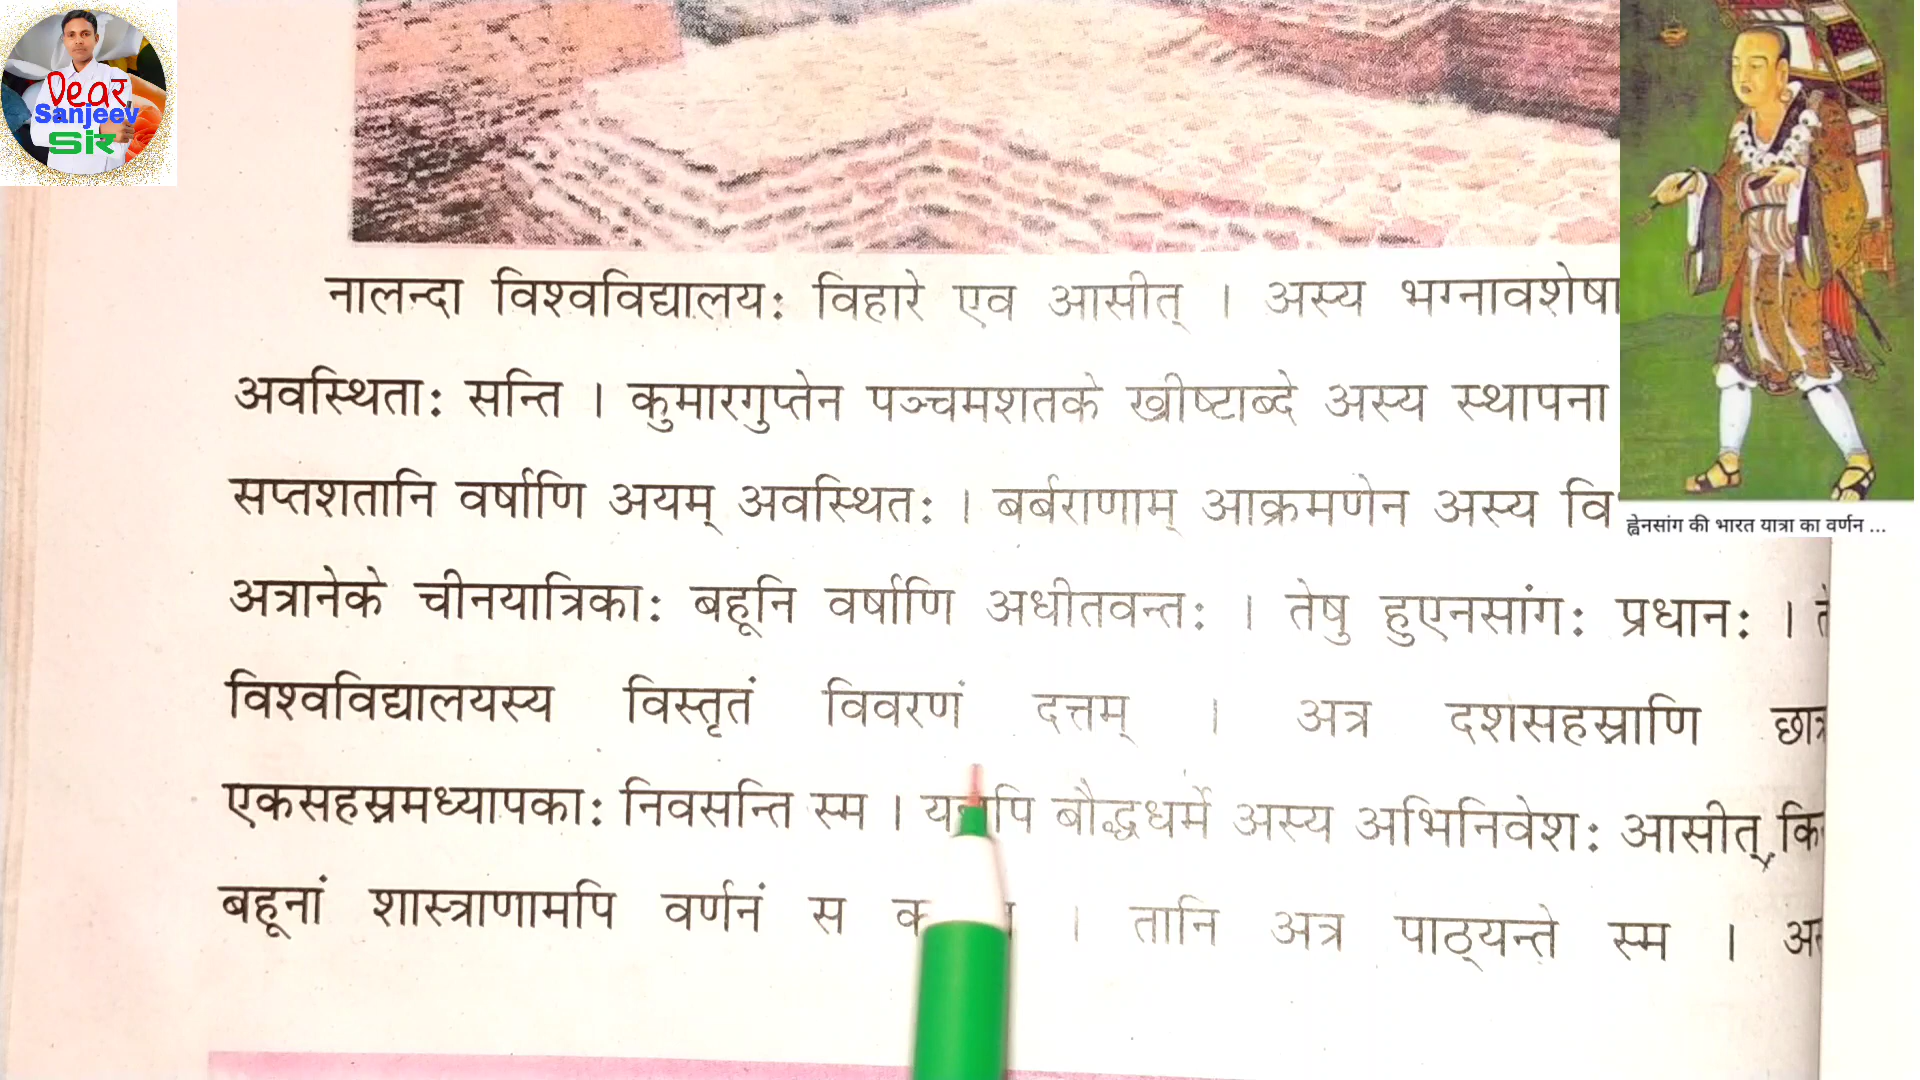 Dear
Sanjeev
SIR
नालन्दा विश्वविद्यालयः विहारे एव आसीत् । अस्य भग्नावशेषा
अवस्थिताः सन्ति । कुमारगुप्तेन पञ्चमशतके ख्रीष्टाब्दे अस्य स्थापना
सप्तशतानि वर्षाणि अयम् अवस्थितः । बर्बराणाम् आक्रमणेन अस्य वि
ह्वेनसांग की भारत यात्रा का वर्णन ...
अत्रानेके चीनयात्रिकाः बहूनि वर्षाणि अधीतवन्तः । तेषु हुएनसांगः प्रधानः ।
विश्वविद्यालयस्य विस्तृतं विवरणं दत्तम् । अत्र दशसहस्राणि छात्र
एकसहस्रमध्यापकाः निवसन्ति स्म । बौद्धधर्मे अस्य अभिनिवेशः आसीत् कि
बहूनां शास्त्राणामपि वर्णनं स । तानि अत्र पाठ्यन्ते स्म ।